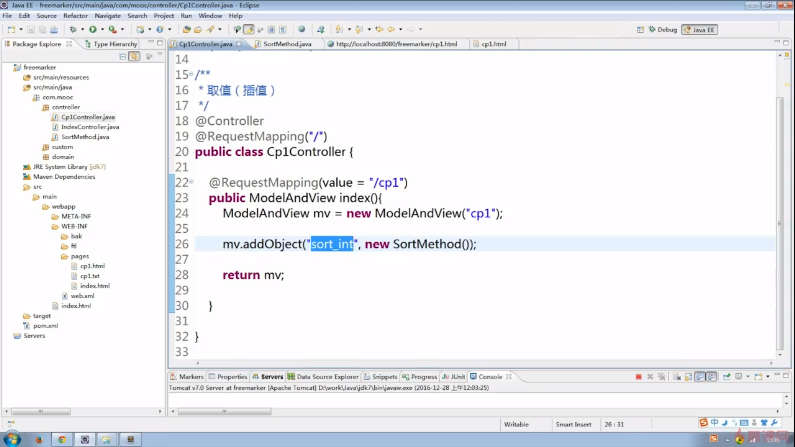 Java EE - freemarker/src/main/java/com/mooc/controller/Cp1Controller.java - Eclipse
File Edit Source Refactor Navigate Search Project Run Window Help
Debug Java EE
Package Explorer Type Hierarchy
Cp1Controller.java SortMethod.java http://localhost:8080/freemarker/cp1.html cp1.html
freemarker
src/main/resources
src/main/java
com.mooc
controller
Cp1Controller.java
IndexController.java
SortMethod.java
custom
domain
JRE System Library [jdk7]
Maven Dependencies
src
main
webapp
META-INF
WEB-INF
bak
ftl
pages
cp1.html
cp1.txt
index.html
web.xml
index.html
target
pom.xml
Servers
14
15 /**
16 * 取值（插值）
17 */
18 @Controller
19 @RequestMapping("/")
20 public class Cp1Controller {
21
22 @RequestMapping(value = "/cp1")
23 public ModelAndView index(){
24 ModelAndView mv = new ModelAndView("cp1");
25
26 mv.addObject("sort_int", new SortMethod());
27
28 return mv;
29
30 }
31
32 }
33
Markers Properties Servers Data Source Explorer Snippets Progress JUnit Console
Tomcat v7.0 Server at freemarker [Apache Tomcat] D:\work\Java\jdk7\bin\javaw.exe (2016-12-28 上午12:03:25)
Writable Smart Insert 26 : 31
中